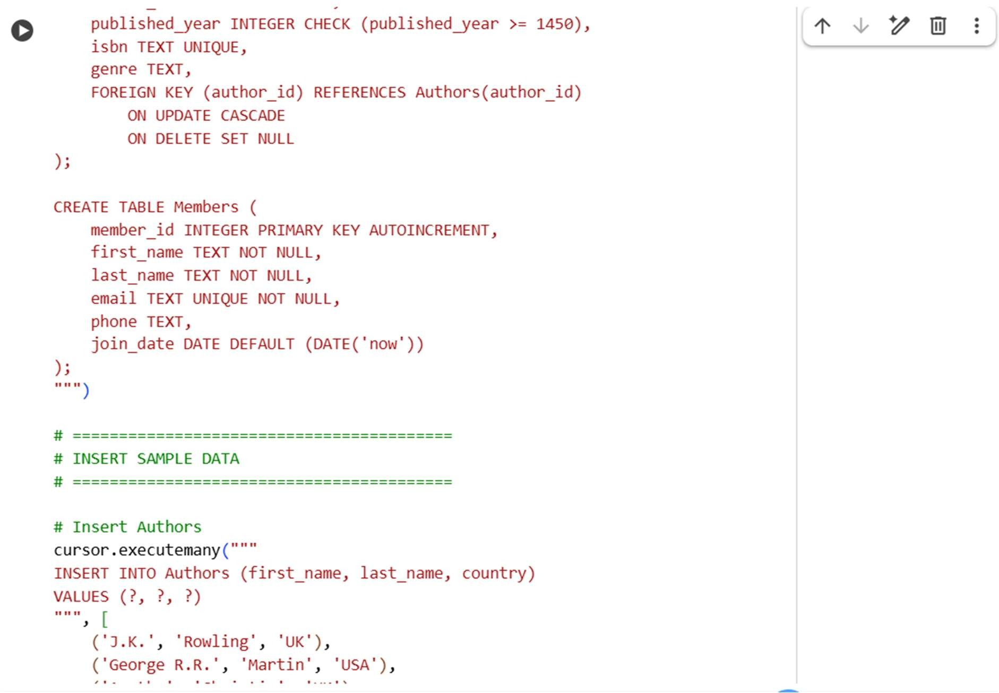 published_year INTEGER CHECK (published_year >= 1450),
isbn TEXT UNIQUE,
genre TEXT,
FOREIGN KEY (author_id) REFERENCES Authors(author_id)
ON UPDATE CASCADE
ON DELETE SET NULL
);
CREATE TABLE Members (
member_id INTEGER PRIMARY KEY AUTOINCREMENT,
first_name TEXT NOT NULL,
last_name TEXT NOT NULL,
email TEXT UNIQUE NOT NULL,
phone TEXT,
join_date DATE DEFAULT (DATE('now'))
);
""")
# =========================================
# INSERT SAMPLE DATA
# =========================================
# Insert Authors
cursor.executemany("""
INSERT INTO Authors (first_name, last_name, country)
VALUES (?, ?, ?)
""", [
('J.K.', 'Rowling', 'UK'),
('George R.R.', 'Martin', 'USA'),